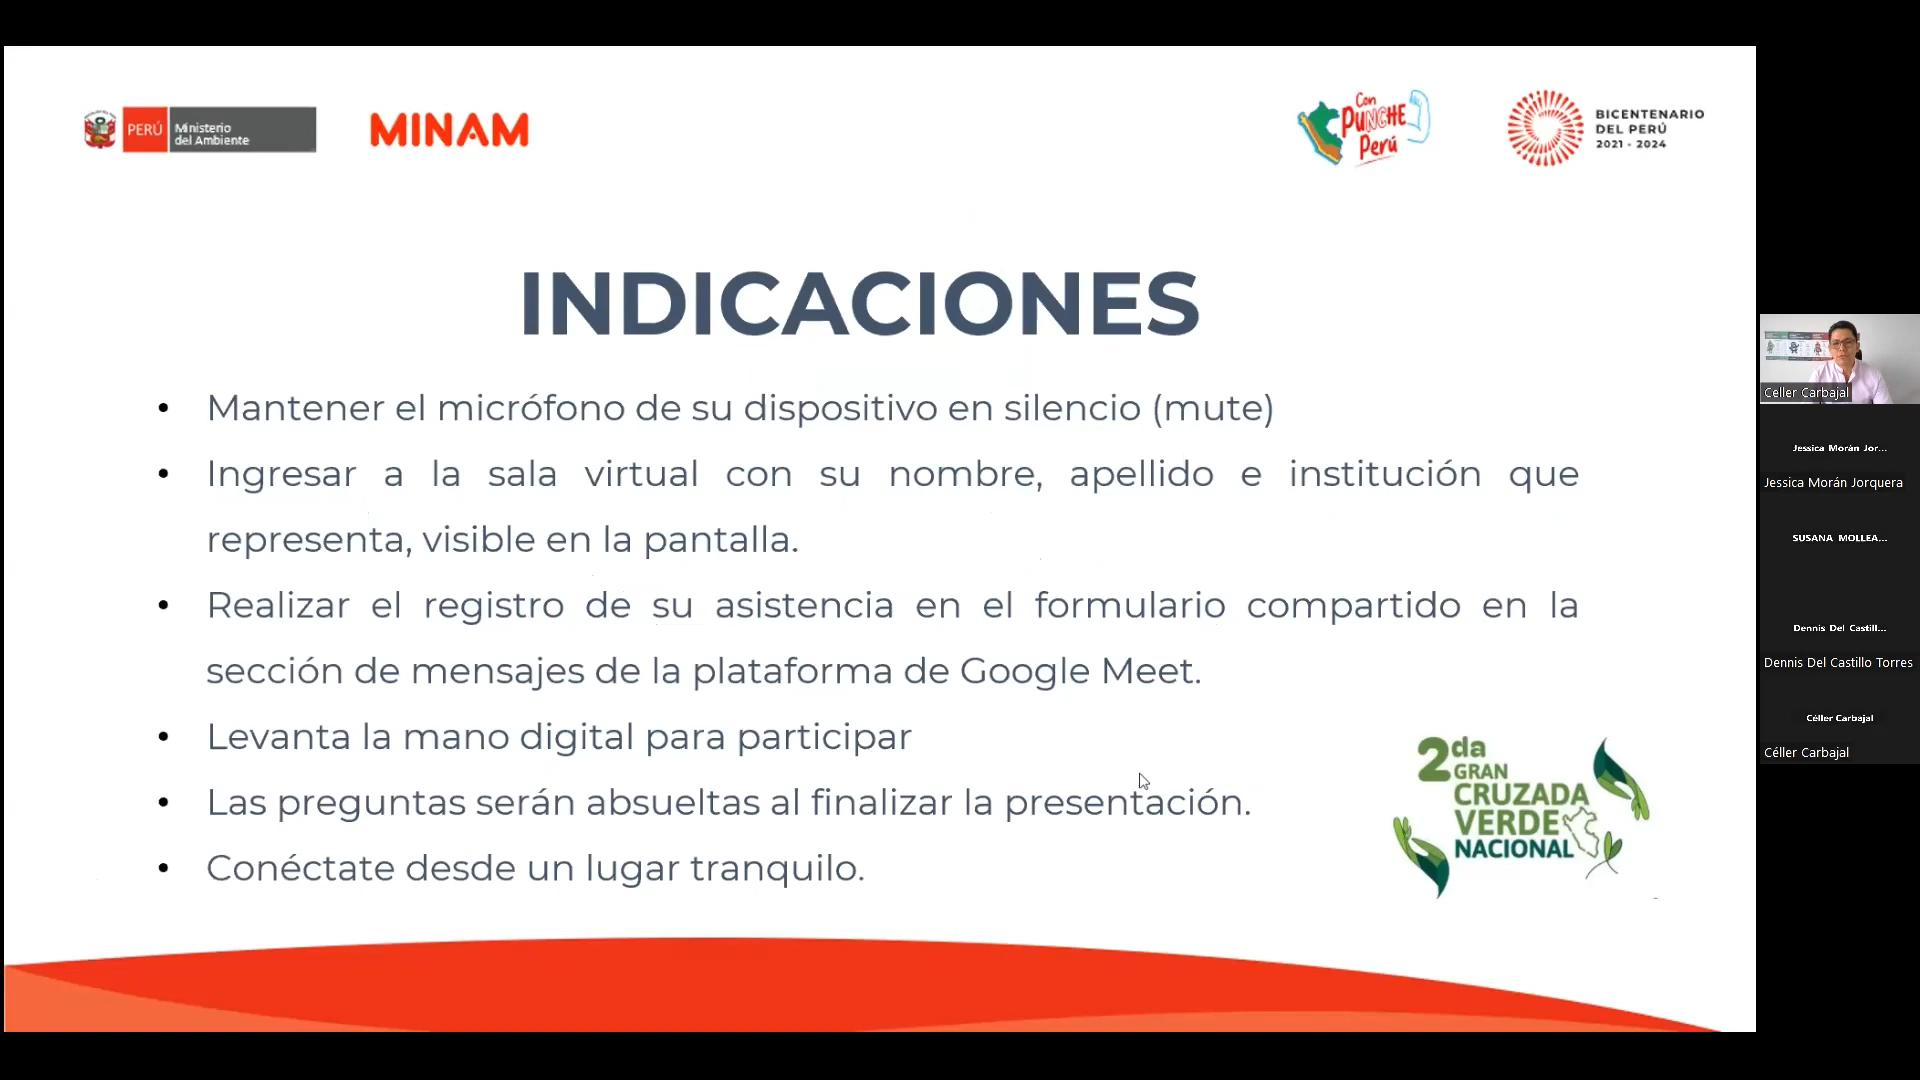 PERÚ
Ministerio
del Ambiente
MINAM
Con
PUNCHE
Perú
BICENTENARIO
DEL PERÚ
2021 - 2024
INDICACIONES
• Mantener el micrófono de su dispositivo en silencio (mute)
• Ingresar a la sala virtual con su nombre, apellido e institución que
representa, visible en la pantalla.
• Realizar el registro de su asistencia en el formulario compartido en la
sección de mensajes de la plataforma de Google Meet.
• Levanta la mano digital para participar
• Las preguntas serán absueltas al finalizar la presentación.
• Conéctate desde un lugar tranquilo.
2da
GRAN
CRUZADA
VERDE
NACIONAL
Celler Carbajal
Jessica Morán Jor...
Jessica Morán Jorquera
SUSANA MOLLEA...
Dennis Del Castill...
Dennis Del Castillo Torres
Céller Carbajal
Céller Carbajal